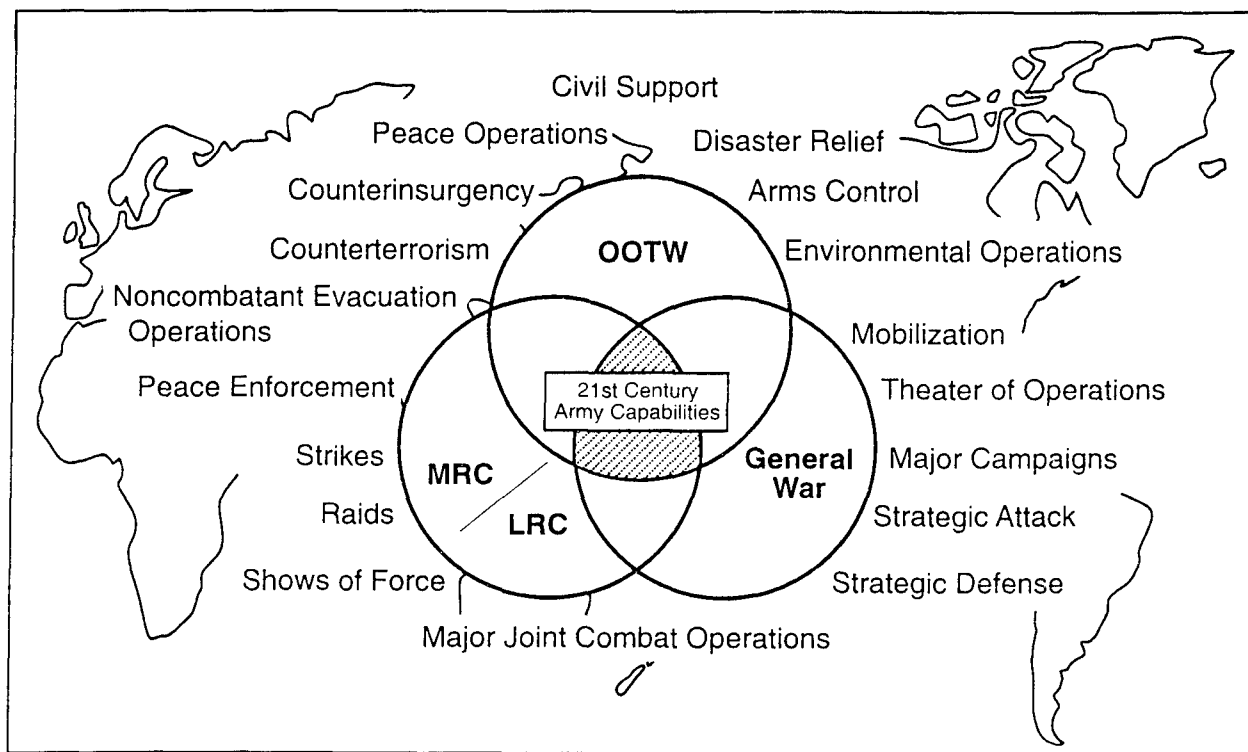 Civil Support
Peace Operations
Disaster Relief
Counterinsurgency
Arms Control
Counterterrorism
OOTW
Environmental Operations
Noncombatant Evacuation
Operations
Mobilization
Peace Enforcement
21st Century
Army Capabilities
Theater of Operations
Strikes
MRC
General
War
Major Campaigns
Raids
LRC
Strategic Attack
Shows of Force
Strategic Defense
Major Joint Combat Operations